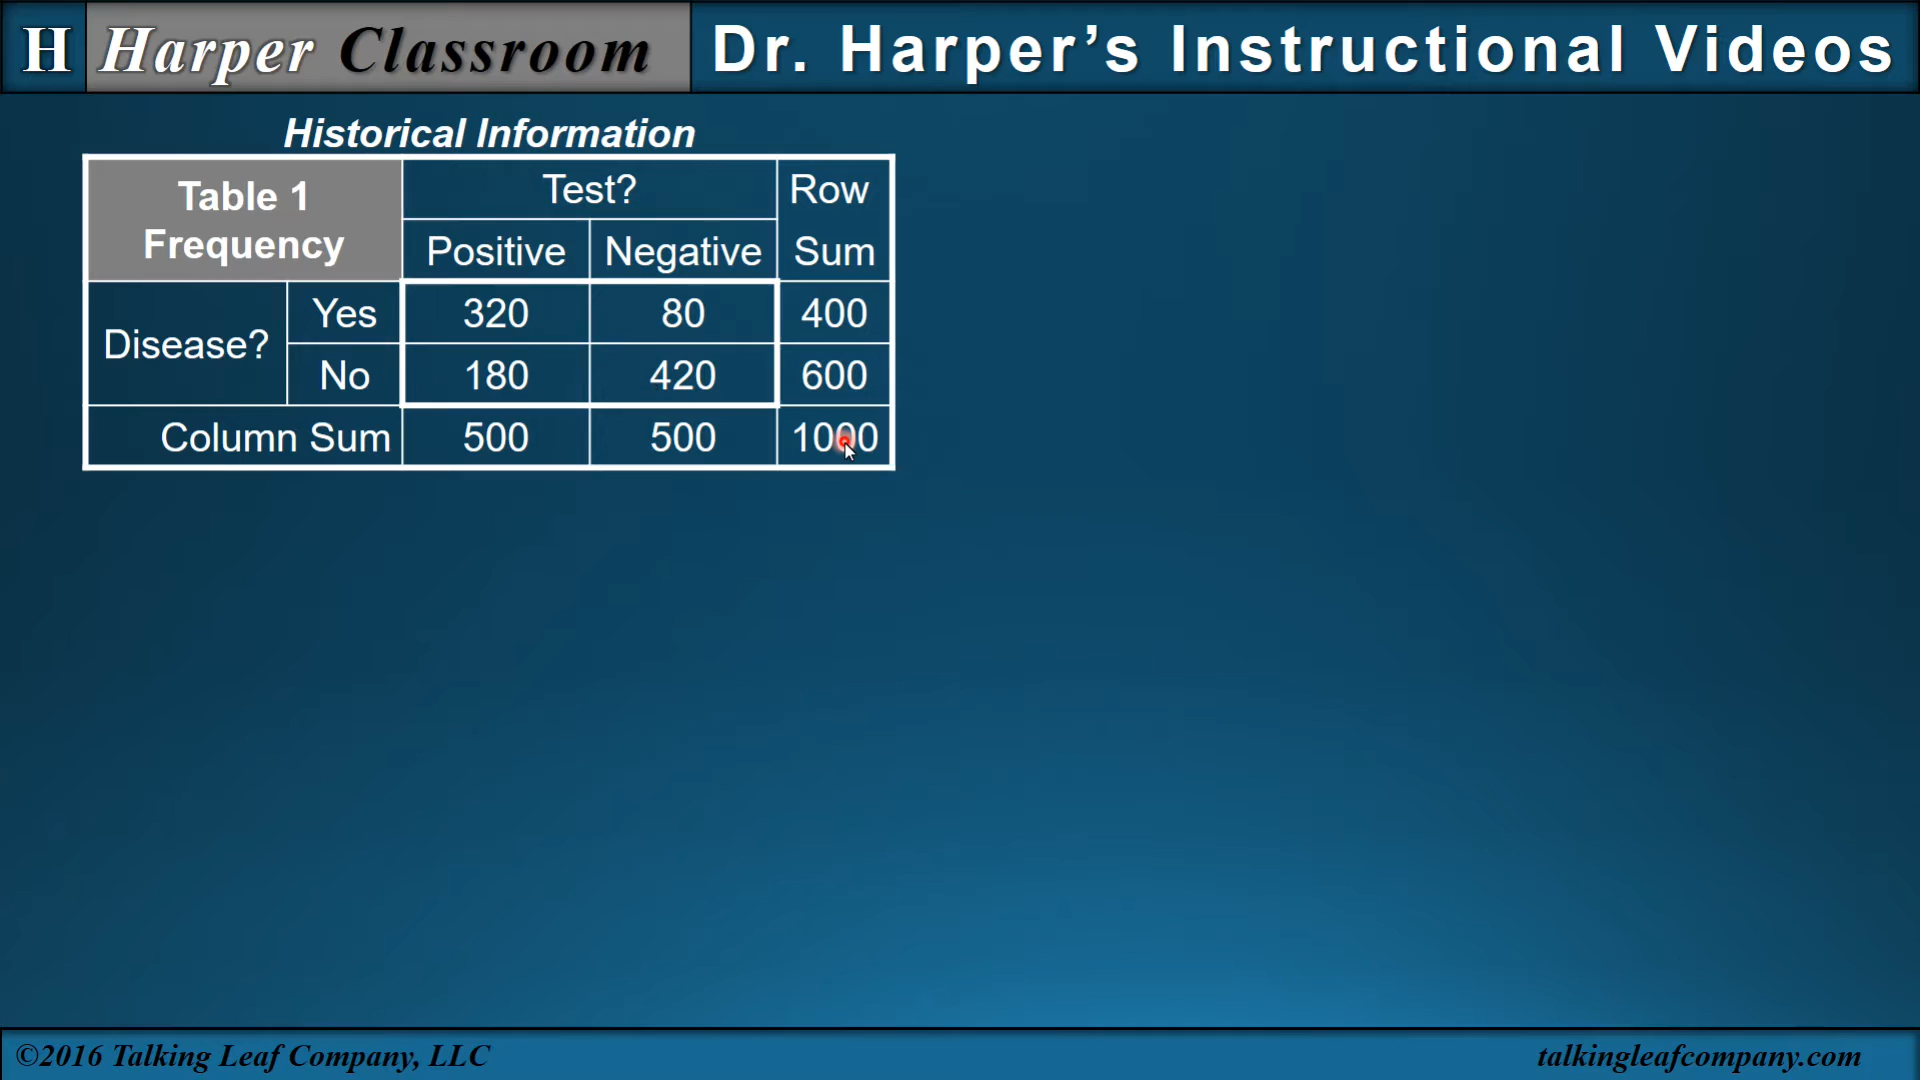 H Harper Classroom Dr. Harper’s Instructional Videos
Historical Information
Table 1 Frequency Test? Row Sum
Positive Negative
Disease? Yes 320 80 400
No 180 420 600
Column Sum 500 500 1000
©2016 Talking Leaf Company, LLC talkingleafcompany.com